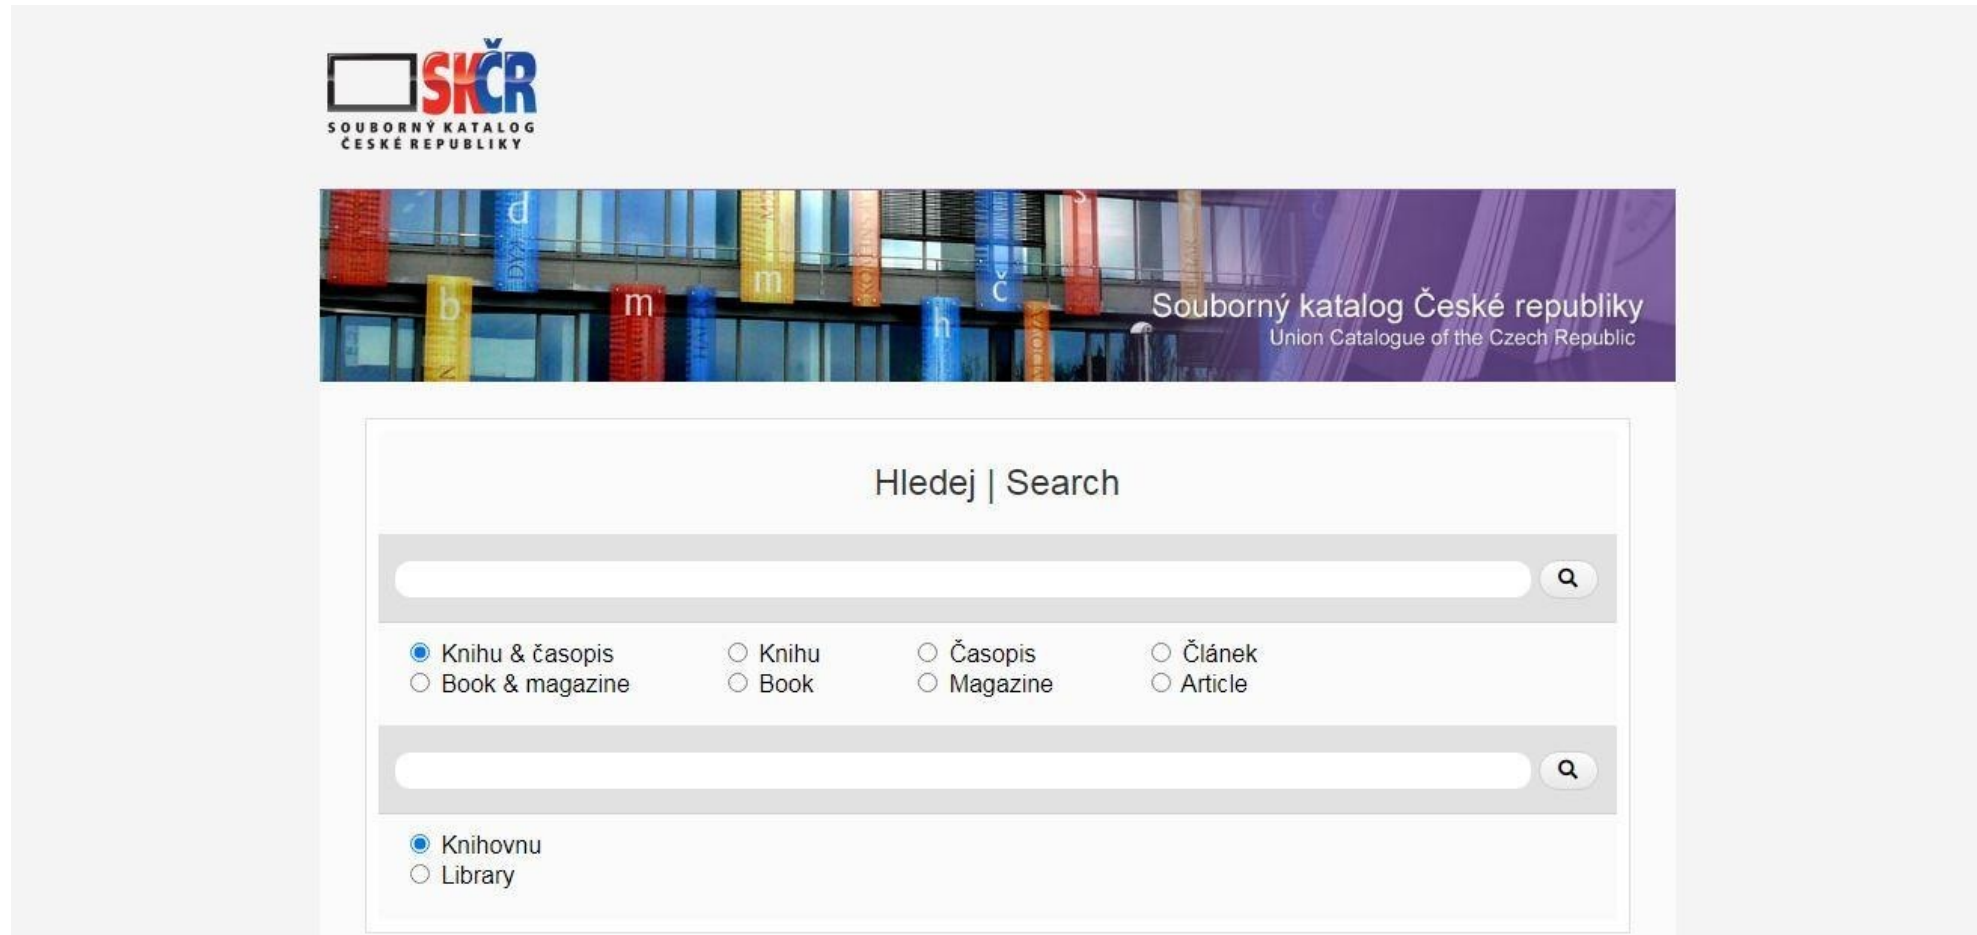 SKČR
SOUBORNÝ KATALOG
ČESKÉ REPUBLIKY
d
m
b
m
h
č
s
Souborný katalog České republiky
Union Catalogue of the Czech Republic
Hledej | Search
Knihu & časopis Knihu Časopis Článek
Book & magazine Book Magazine Article
Knihovnu
Library